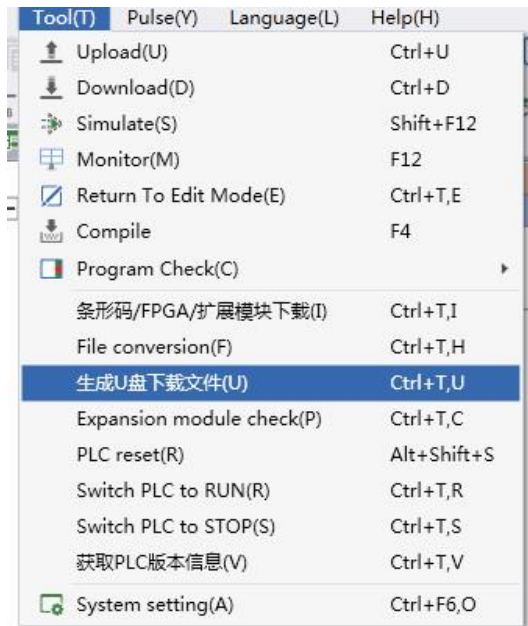 Tool(T) Pulse(Y) Language(L) Help(H)
Upload(U) Ctrl+U
Download(D) Ctrl+D
Simulate(S) Shift+F12
Monitor(M) F12
Return To Edit Mode(E) Ctrl+T,E
Compile F4
Program Check(C)
条形码/FPGA/扩展模块下载(I) Ctrl+T,I
File conversion(F) Ctrl+T,H
生成U盘下载文件(U) Ctrl+T,U
Expansion module check(P) Ctrl+T,C
PLC reset(R) Alt+Shift+S
Switch PLC to RUN(R) Ctrl+T,R
Switch PLC to STOP(S) Ctrl+T,S
获取PLC版本信息(V) Ctrl+T,V
System setting(A) Ctrl+F6,O